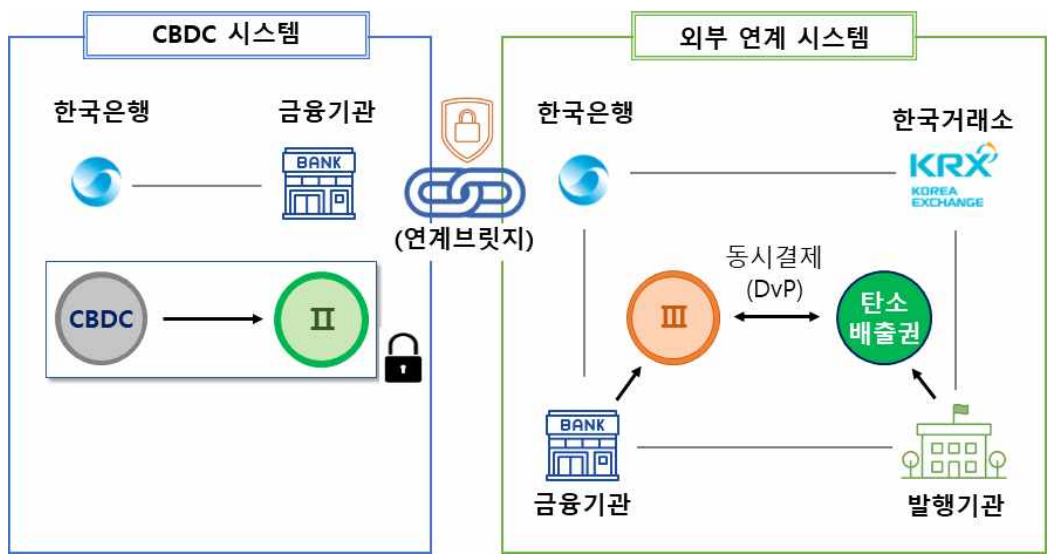 CBDC 시스템
한국은행
금융기관
BANK
CBDC
Ⅱ
(연계브릿지)
외부 연계 시스템
한국은행
한국거래소
KRX
KOREA
EXCHANGE
동시결제
(DvP)
Ⅲ
탄소
배출권
BANK
금융기관
발행기관